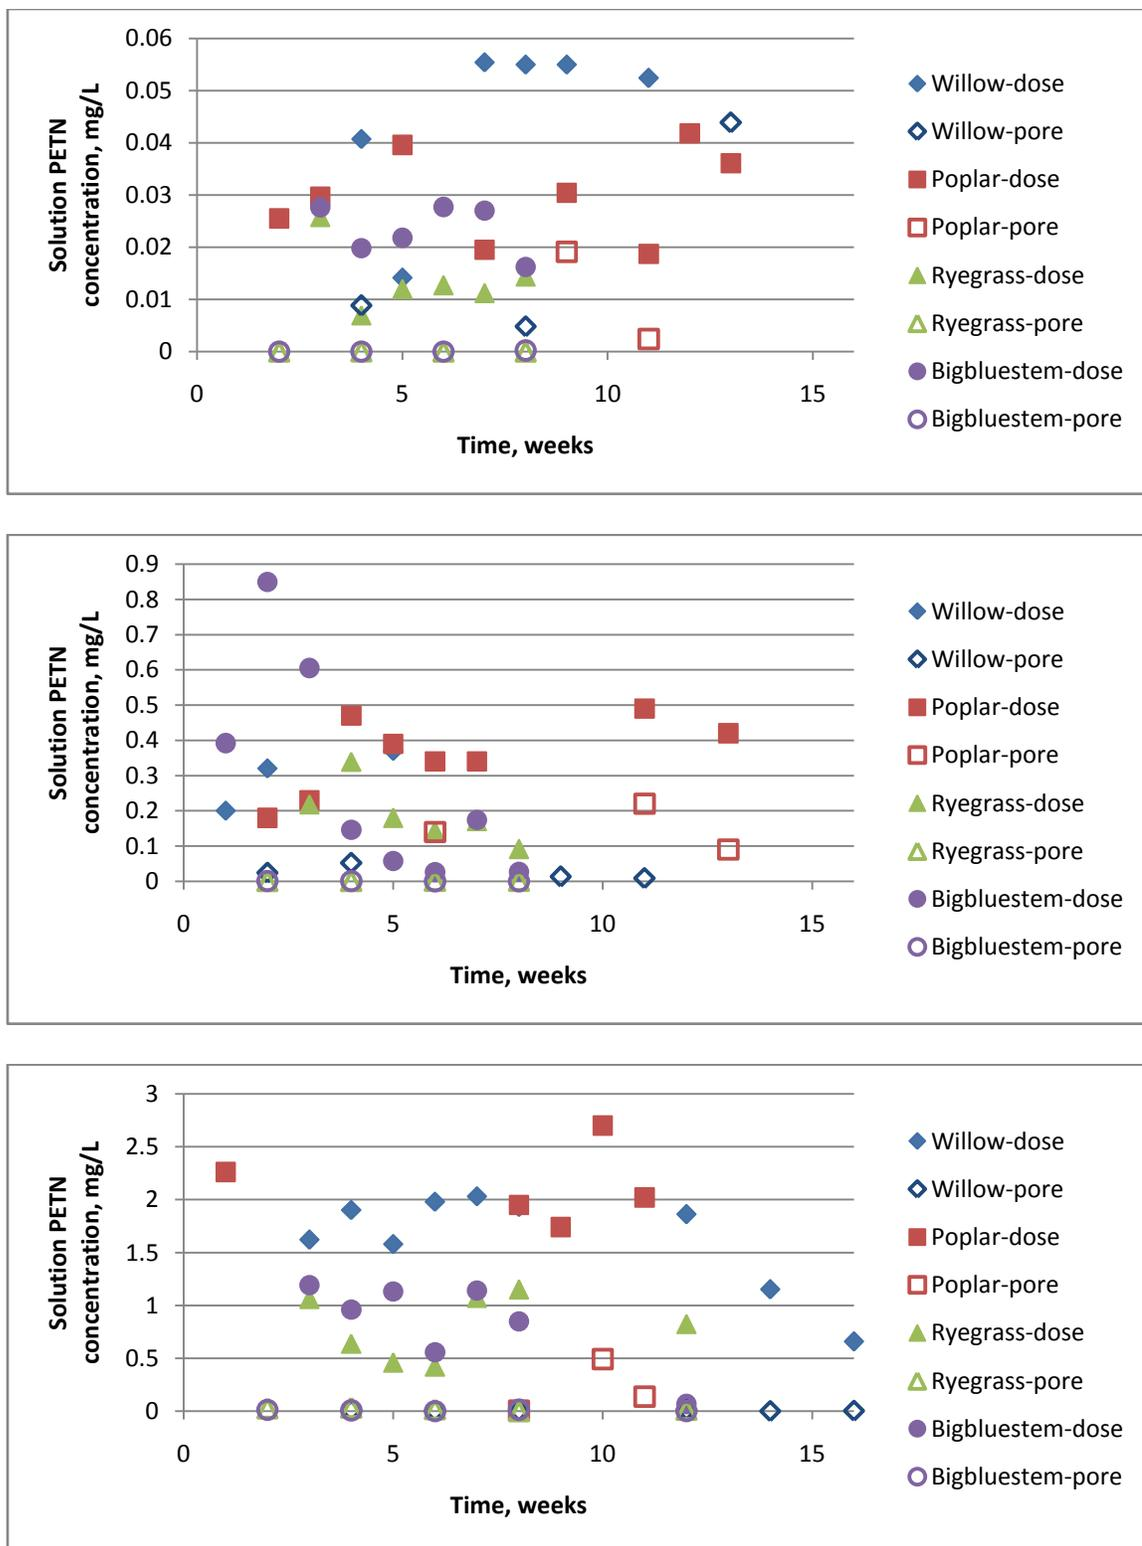 0.06
0.05
0.04
0.03
0.02
0.01
0
0
5
10
15
Solution PETN
concentration, mg/L
Time, weeks
Willow-dose
Willow-pore
Poplar-dose
Poplar-pore
Ryegrass-dose
Ryegrass-pore
Bigbluestem-dose
Bigbluestem-pore
0.9
0.8
0.7
0.6
0.5
0.4
0.3
0.2
0.1
0
0
5
10
15
Solution PETN
concentration, mg/L
Time, weeks
Willow-dose
Willow-pore
Poplar-dose
Poplar-pore
Ryegrass-dose
Ryegrass-pore
Bigbluestem-dose
Bigbluestem-pore
3
2.5
2
1.5
1
0.5
0
0
5
10
15
Solution PETN
concentration, mg/L
Time, weeks
Willow-dose
Willow-pore
Poplar-dose
Poplar-pore
Ryegrass-dose
Ryegrass-pore
Bigbluestem-dose
Bigbluestem-pore